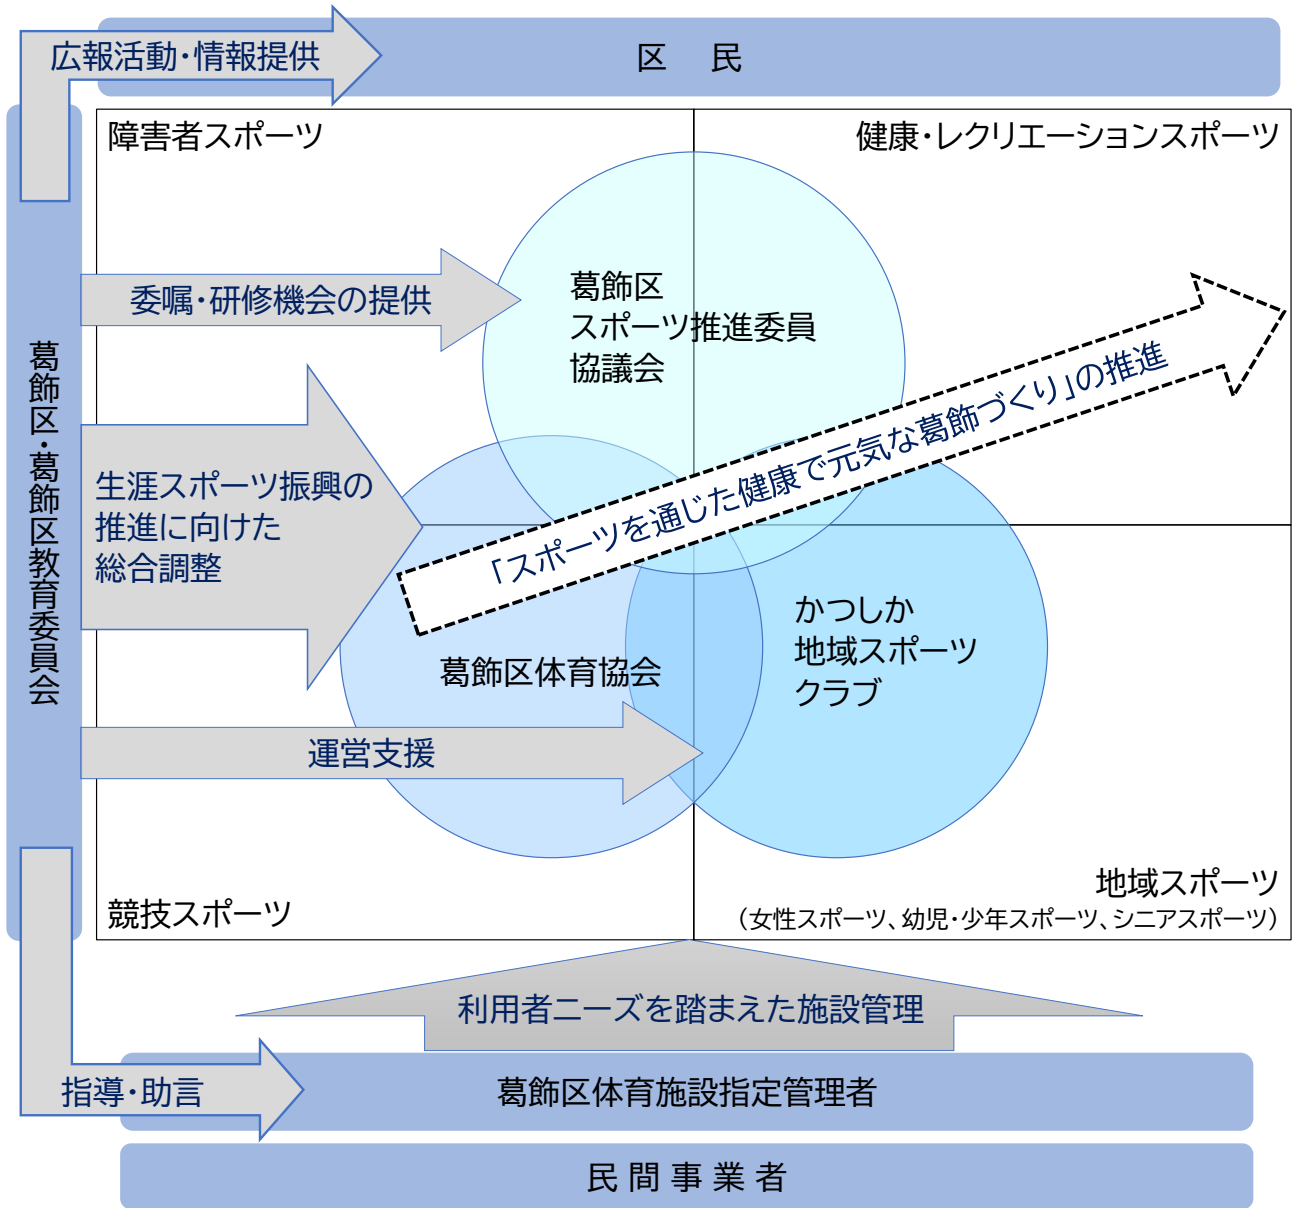 広報活動・情報提供
区　民
障害者スポーツ
健康・レクリエーションスポーツ
委嘱・研修機会の提供
葛飾区
スポーツ推進委員
協議会
葛飾区・葛飾区教育委員会
生涯スポーツ振興の
推進に向けた
総合調整
「スポーツを通じた健康で元気な葛飾づくり」の推進
葛飾区体育協会
かつしか
地域スポーツ
クラブ
運営支援
競技スポーツ
地域スポーツ
（女性スポーツ、幼児・少年スポーツ、シニアスポーツ）
利用者ニーズを踏まえた施設管理
指導・助言
葛飾区体育施設指定管理者
民 間 事 業 者